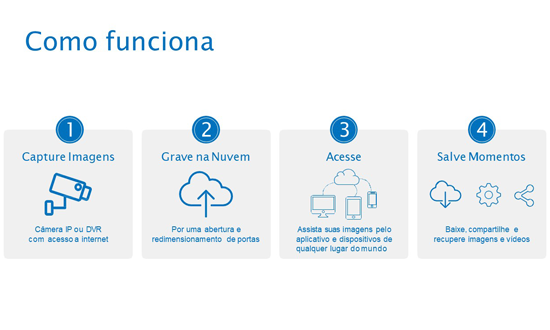 Como funciona
1
Capture Imagens
Câmera IP ou DVR
com acesso a internet
2
Grave na Nuvem
Por uma abertura e
redimensionamento de portas
3
Acesse
Assista suas imagens pelo
aplicativo e dispositivos de
qualquer lugar do mundo
4
Salve Momentos
Baixe, compartilhe e
recupere imagens e vídeos